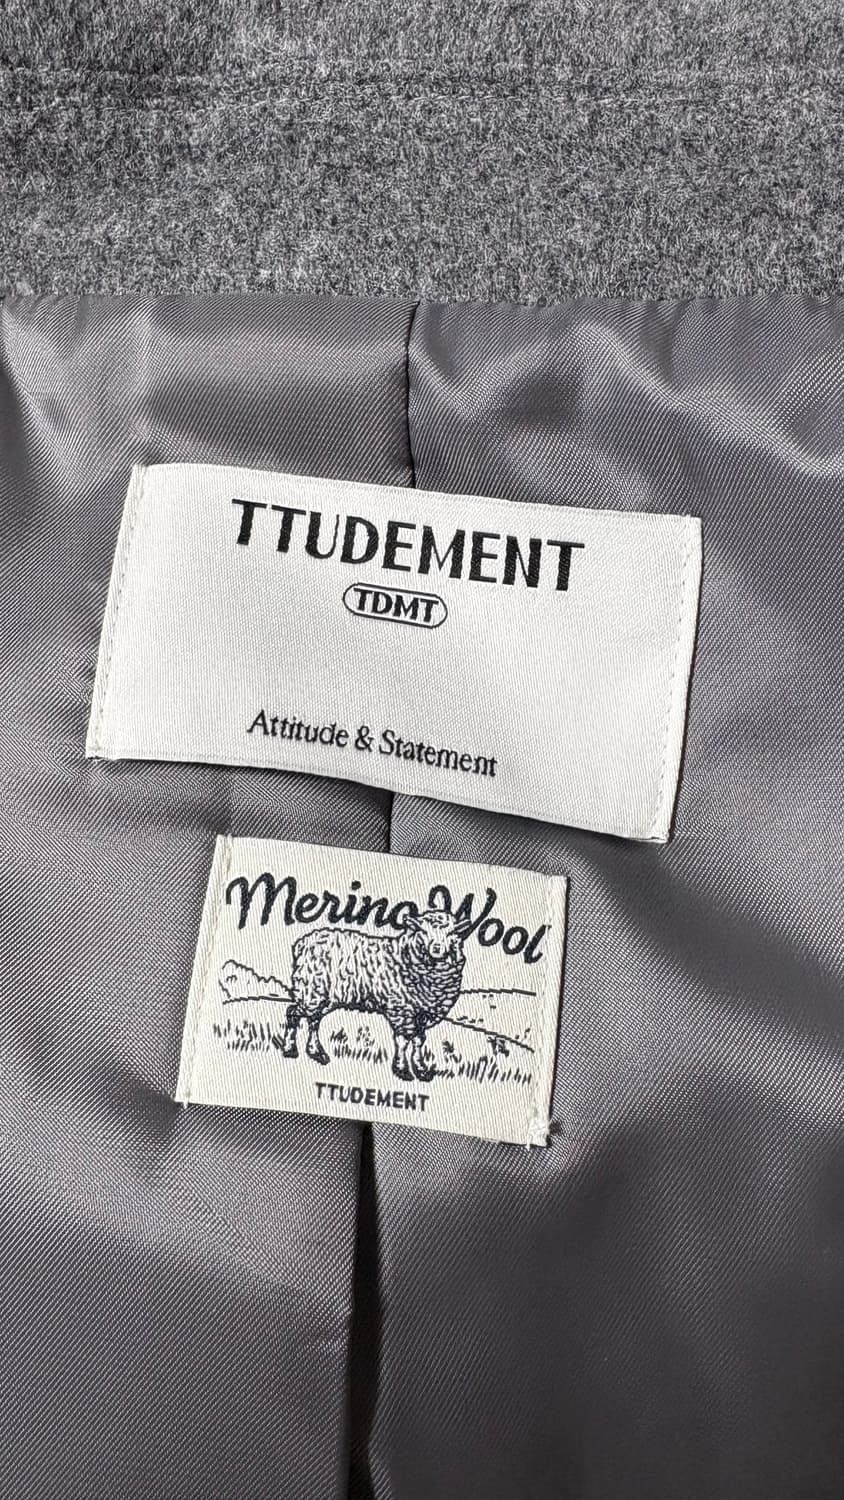 TTUDEMENT
TDMT
Attitude & Statement
Merino Wool
TTUDEMENT